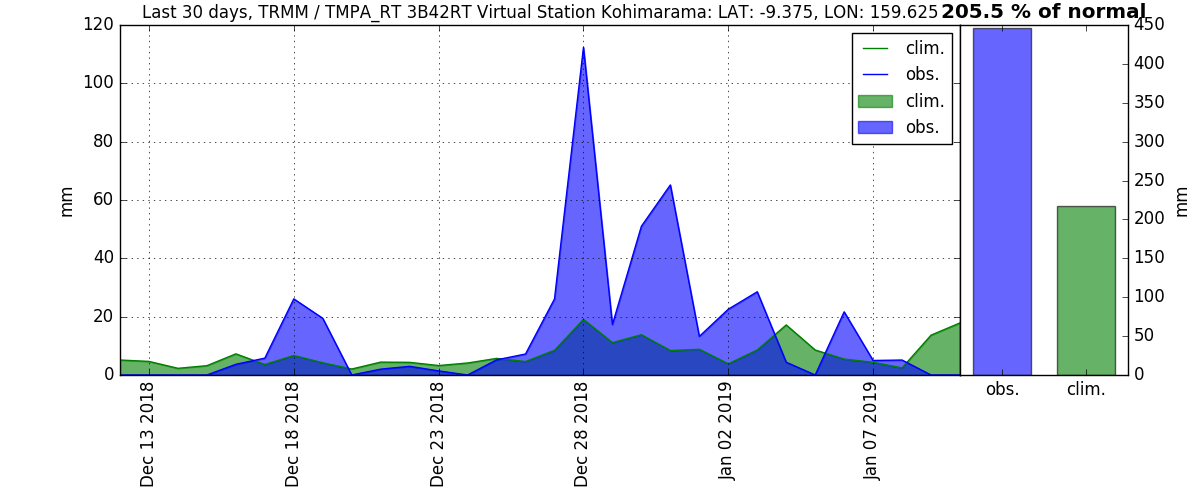 Last 30 days, TRMM / TMPA_RT 3B42RT Virtual Station Kohimarama: LAT: -9.375, LON: 159.625
205.5 % of normal
120
100
80
60
40
20
0
mm
clim.
obs.
clim.
obs.
Dec 13 2018
Dec 18 2018
Dec 23 2018
Dec 28 2018
Jan 02 2019
Jan 07 2019
450
400
350
300
250
200
150
100
50
0
mm
obs.
clim.